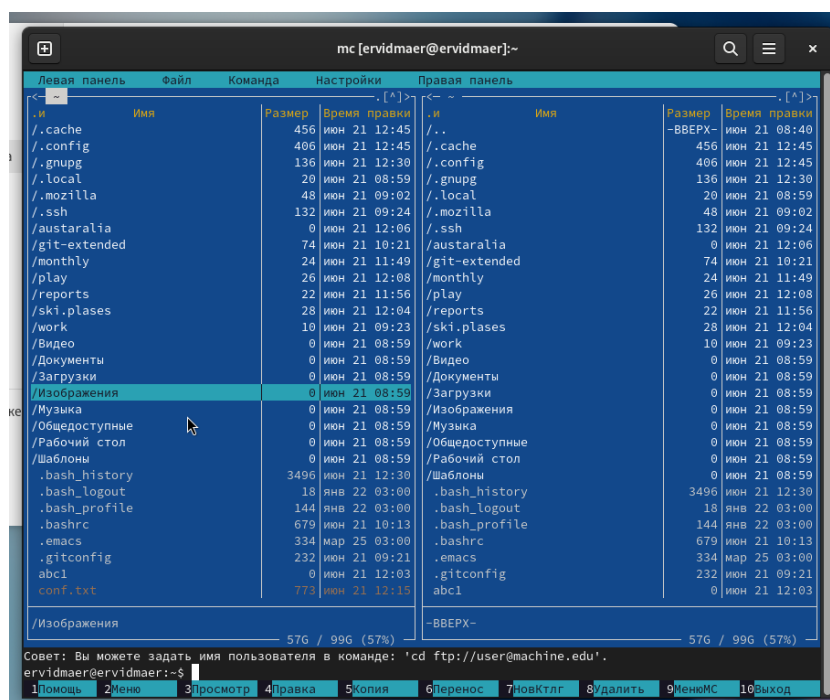 mc [ervidmaer@ervidmaer]:~
Левая панель Файл Команда Настройки Правая панель
<- ~ .[^]> <- ~ .[^]>
.и Имя Размер Время правки .и Имя Размер Время правки
/.cache 456 июн 21 12:45 /.. -ВВЕРХ- июн 21 08:40
/.config 406 июн 21 12:45 /.cache 456 июн 21 12:45
/.gnupg 136 июн 21 12:30 /.config 406 июн 21 12:45
/.local 20 июн 21 08:59 /.gnupg 136 июн 21 12:30
/.mozilla 48 июн 21 09:02 /.local 20 июн 21 08:59
/.ssh 132 июн 21 09:24 /.mozilla 48 июн 21 09:02
/austaralia 0 июн 21 12:06 /.ssh 132 июн 21 09:24
/git-extended 74 июн 21 10:21 /austaralia 0 июн 21 12:06
/monthly 24 июн 21 11:49 /git-extended 74 июн 21 10:21
/play 26 июн 21 12:08 /monthly 24 июн 21 11:49
/reports 22 июн 21 11:56 /play 26 июн 21 12:08
/ski.plases 28 июн 21 12:04 /reports 22 июн 21 11:56
/work 10 июн 21 09:23 /ski.plases 28 июн 21 12:04
/Видео 0 июн 21 08:59 /work 10 июн 21 09:23
/Документы 0 июн 21 08:59 /Видео 0 июн 21 08:59
/Загрузки 0 июн 21 08:59 /Документы 0 июн 21 08:59
/Изображения 0 июн 21 08:59 /Загрузки 0 июн 21 08:59
/Музыка 0 июн 21 08:59 /Изображения 0 июн 21 08:59
/Общедоступные 0 июн 21 08:59 /Музыка 0 июн 21 08:59
/Рабочий стол 0 июн 21 08:59 /Общедоступные 0 июн 21 08:59
/Шаблоны 0 июн 21 08:59 /Рабочий стол 0 июн 21 08:59
.bash_history 3496 июн 21 12:30 /Шаблоны 0 июн 21 08:59
.bash_logout 18 янв 22 03:00 .bash_history 3496 июн 21 12:30
.bash_profile 144 янв 22 03:00 .bash_logout 18 янв 22 03:00
.bashrc 679 июн 21 10:13 .bash_profile 144 янв 22 03:00
.emacs 334 мар 25 03:00 .bashrc 679 июн 21 10:13
.gitconfig 232 июн 21 09:21 .emacs 334 мар 25 03:00
abc1 0 июн 21 12:03 .gitconfig 232 июн 21 09:21
conf.txt 773 июн 21 12:15 abc1 0 июн 21 12:03
/Изображения -ВВЕРХ-
57G / 99G (57%) 57G / 99G (57%)
Совет: Вы можете задать имя пользователя в команде: 'cd ftp://user@machine.edu'.
ervidmaer@ervidmaer:~$
1Помощь 2Меню 3Просмотр 4Правка 5Копия 6Перенос 7НовКтлг 8Удалить 9МенюMC 10Выход